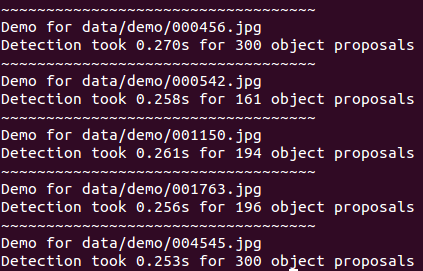 ~~~~~~~~~~~~~~~~~~~~~~~~~~~~~~~~~~~
Demo for data/demo/000456.jpg
Detection took 0.270s for 300 object proposals
~~~~~~~~~~~~~~~~~~~~~~~~~~~~~~~~~~~
Demo for data/demo/000542.jpg
Detection took 0.258s for 161 object proposals
~~~~~~~~~~~~~~~~~~~~~~~~~~~~~~~~~~~
Demo for data/demo/001150.jpg
Detection took 0.261s for 194 object proposals
~~~~~~~~~~~~~~~~~~~~~~~~~~~~~~~~~~~
Demo for data/demo/001763.jpg
Detection took 0.256s for 196 object proposals
~~~~~~~~~~~~~~~~~~~~~~~~~~~~~~~~~~~
Demo for data/demo/004545.jpg
Detection took 0.253s for 300 object proposals